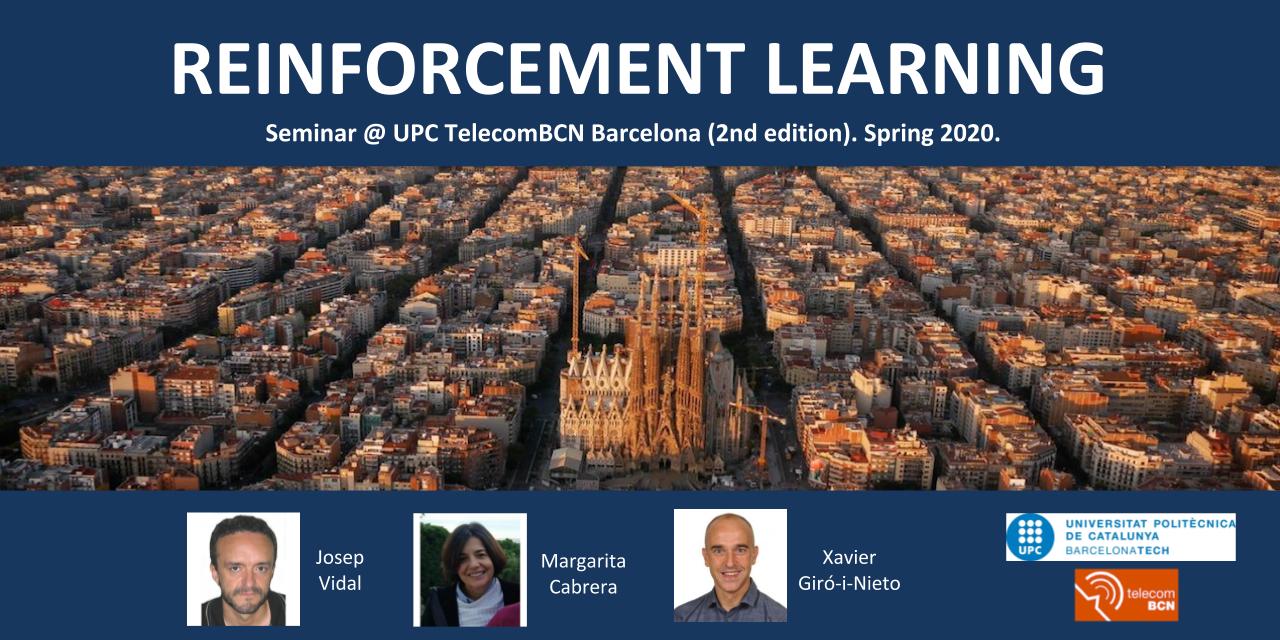 REINFORCEMENT LEARNING
Seminar @ UPC TelecomBCN Barcelona (2nd edition). Spring 2020.
Josep
Vidal
Margarita
Cabrera
Xavier
Giró-i-Nieto
UPC
UNIVERSITAT POLITÈCNICA
DE CATALUNYA
BARCELONATECH
telecom
BCN